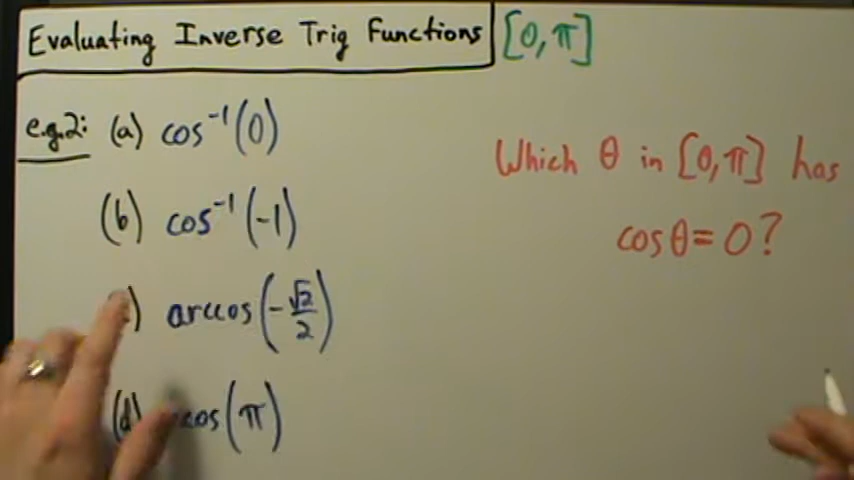 Evaluating Inverse Trig Functions [0, π]
e.g.2: (a) cos⁻¹(0)
Which θ in [0, π] has
cosθ = 0?
(b) cos⁻¹(-1)
) arccos(-√2/2)
(d) cos(π)